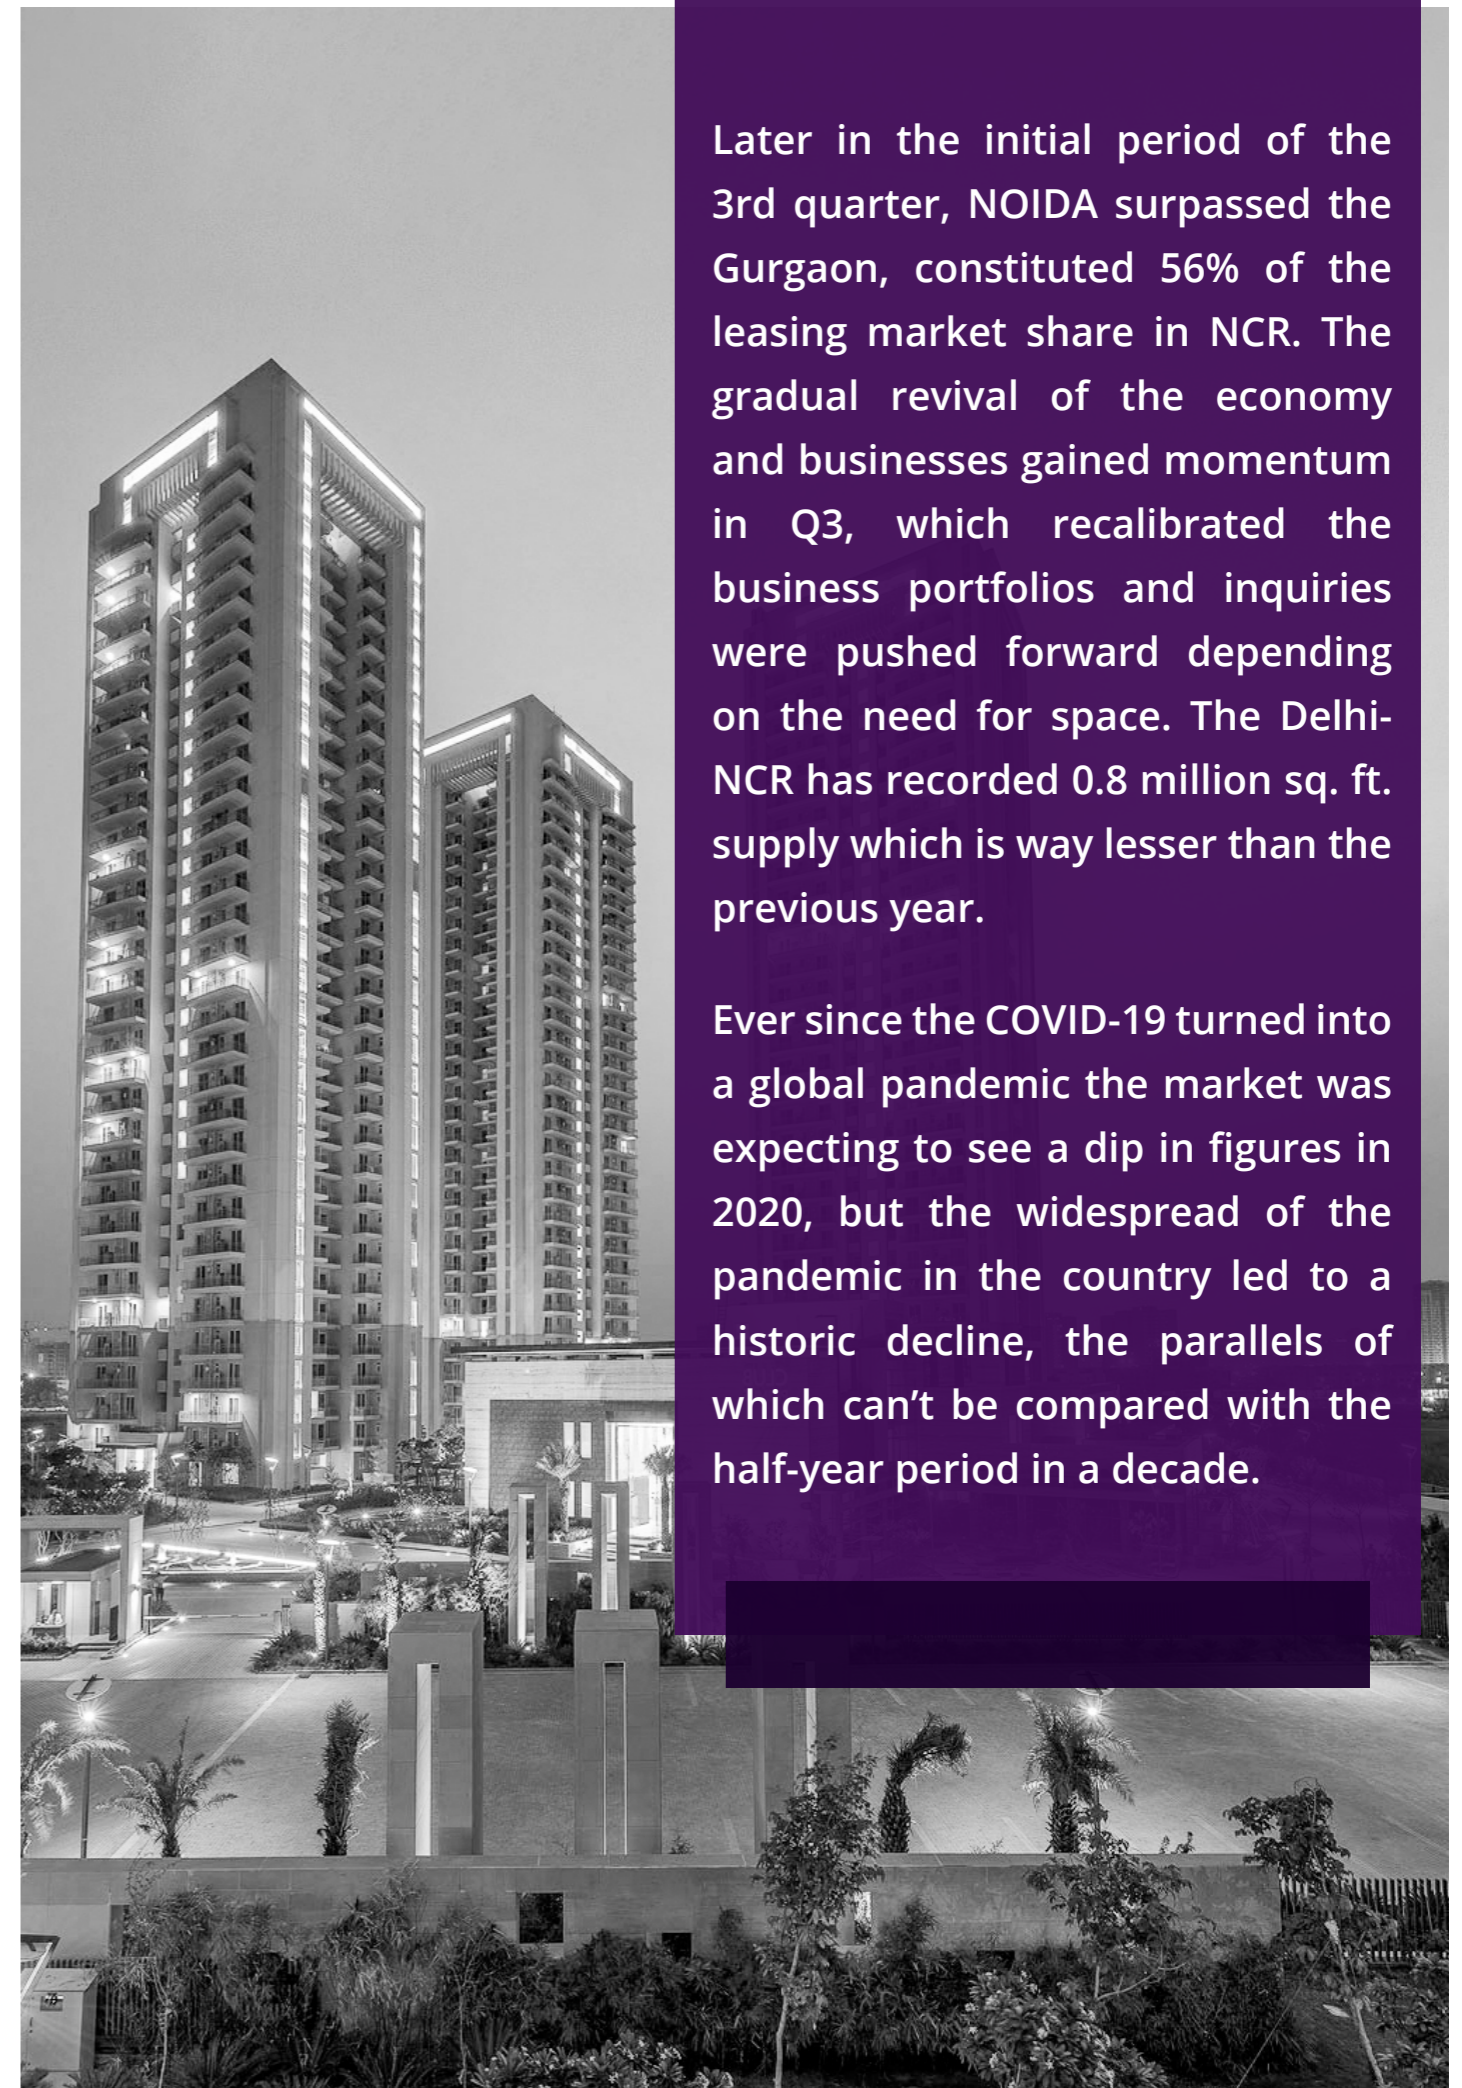 Later in the initial period of the
3rd quarter, NOIDA surpassed the
Gurgaon, constituted 56% of the
leasing market share in NCR. The
gradual revival of the economy
and businesses gained momentum
in Q3, which recalibrated the
business portfolios and inquiries
were pushed forward depending
on the need for space. The Delhi-
NCR has recorded 0.8 million sq. ft.
supply which is way lesser than the
previous year.
Ever since the COVID-19 turned into
a global pandemic the market was
expecting to see a dip in figures in
2020, but the widespread of the
pandemic in the country led to a
historic decline, the parallels of
which can’t be compared with the
half-year period in a decade.